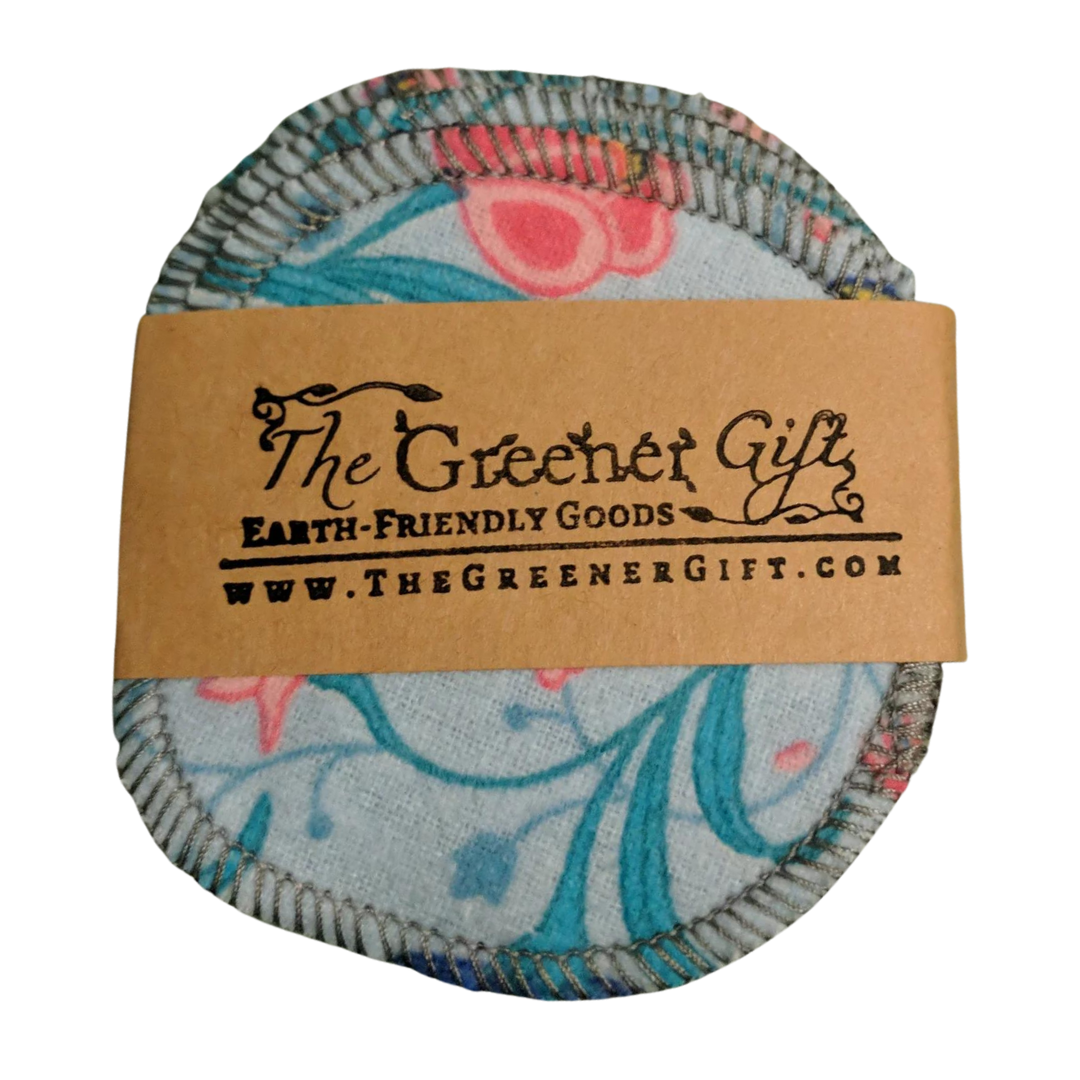 The Greener Gift
Earth-Friendly Goods
www.TheGreenerGift.com